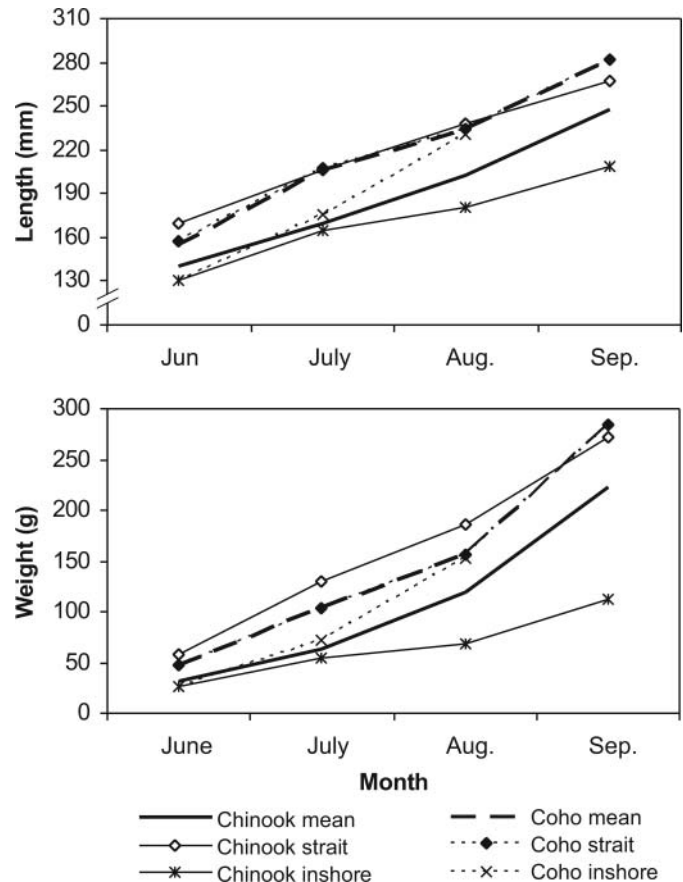 310
280
250
220
190
160
130
0
Length (mm)
Jun July Aug. Sep.
300
250
200
150
100
50
0
Weight (g)
June July Aug. Sep.
Month
Chinook mean Coho mean
Chinook strait Coho strait
Chinook inshore Coho inshore